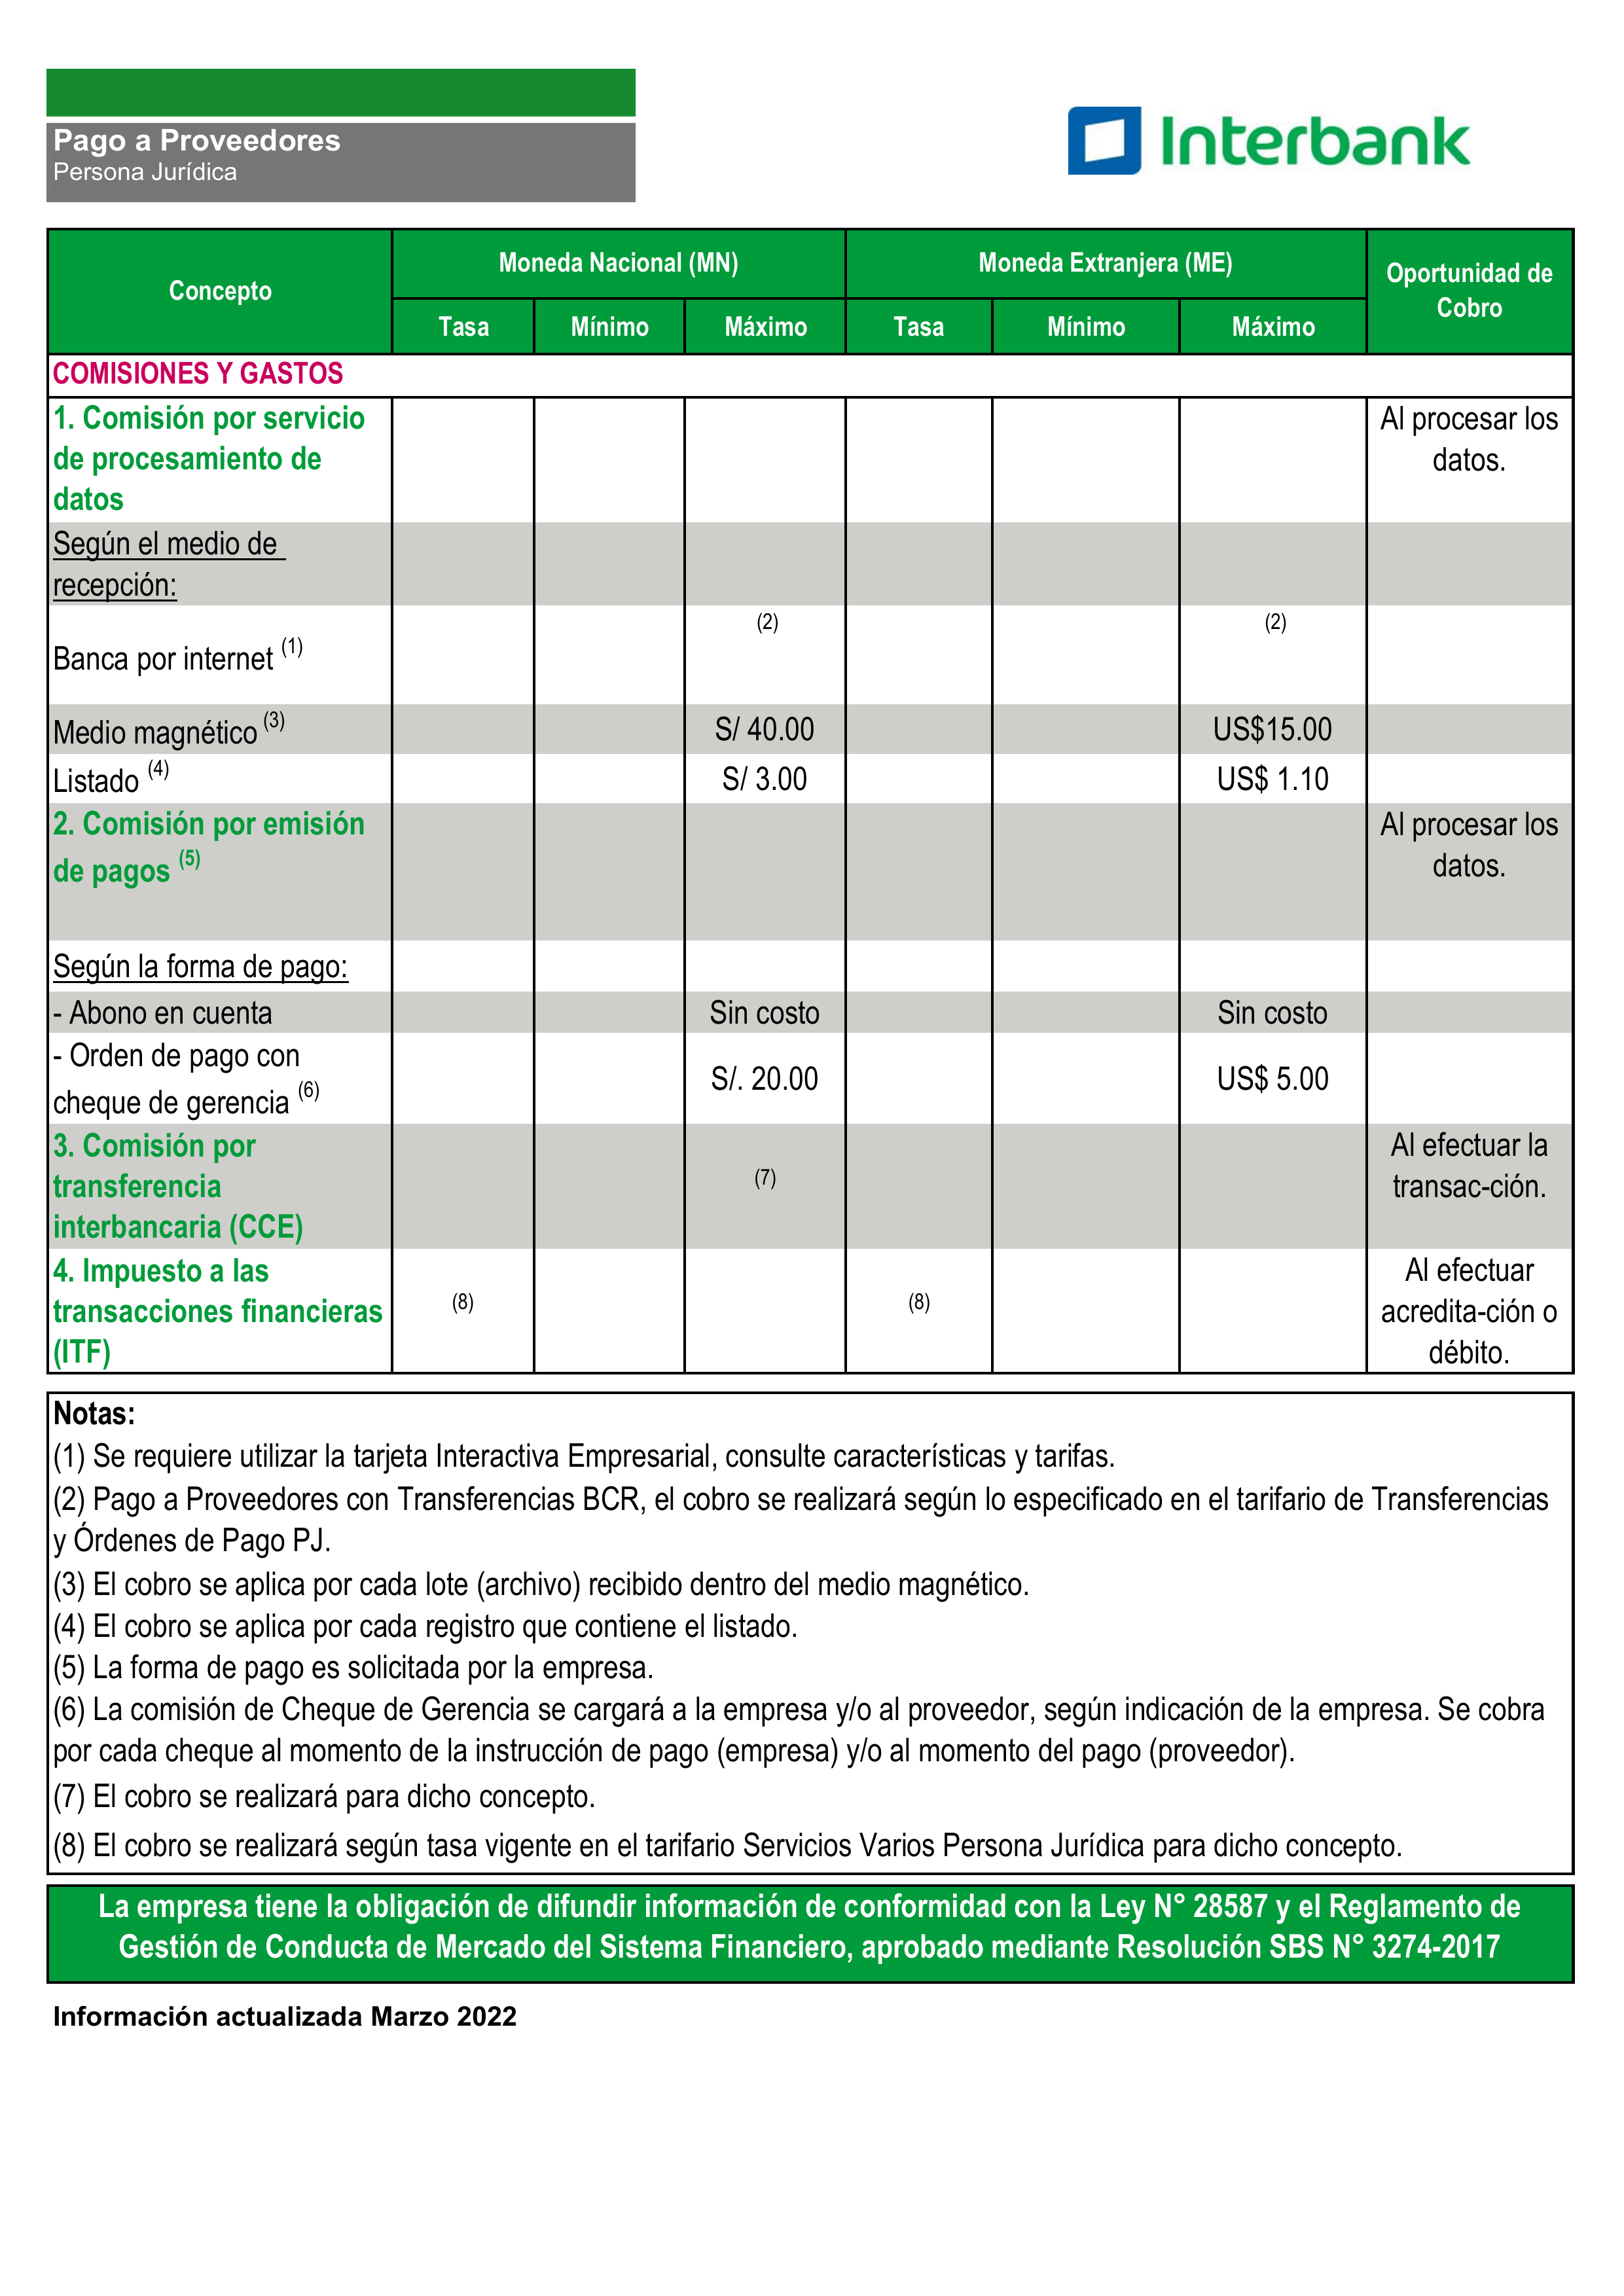 Pago a Proveedores
Persona Jurídica
Interbank
Concepto
Moneda Nacional (MN)
Moneda Extranjera (ME)
Oportunidad de
Cobro
Tasa Mínimo Máximo Tasa Mínimo Máximo
COMISIONES Y GASTOS
1. Comisión por servicio
de procesamiento de
datos
Al procesar los
datos.
Según el medio de
recepción:
Banca por internet (1) (2) (2)
Medio magnético (3) S/ 40.00 US$15.00
Listado (4) S/ 3.00 US$ 1.10
2. Comisión por emisión
de pagos (5)
Al procesar los
datos.
Según la forma de pago:
- Abono en cuenta Sin costo Sin costo
- Orden de pago con
cheque de gerencia (6) S/. 20.00 US$ 5.00
3. Comisión por
transferencia
interbancaria (CCE)
(7)
Al efectuar la
transac-ción.
4. Impuesto a las
transacciones financieras
(ITF)
(8) (8)
Al efectuar
acredita-ción o
débito.
Notas:
(1) Se requiere utilizar la tarjeta Interactiva Empresarial, consulte características y tarifas.
(2) Pago a Proveedores con Transferencias BCR, el cobro se realizará según lo especificado en el tarifario de Transferencias
y Órdenes de Pago PJ.
(3) El cobro se aplica por cada lote (archivo) recibido dentro del medio magnético.
(4) El cobro se aplica por cada registro que contiene el listado.
(5) La forma de pago es solicitada por la empresa.
(6) La comisión de Cheque de Gerencia se cargará a la empresa y/o al proveedor, según indicación de la empresa. Se cobra
por cada cheque al momento de la instrucción de pago (empresa) y/o al momento del pago (proveedor).
(7) El cobro se realizará para dicho concepto.
(8) El cobro se realizará según tasa vigente en el tarifario Servicios Varios Persona Jurídica para dicho concepto.
La empresa tiene la obligación de difundir información de conformidad con la Ley N° 28587 y el Reglamento de
Gestión de Conducta de Mercado del Sistema Financiero, aprobado mediante Resolución SBS N° 3274-2017
Información actualizada Marzo 2022